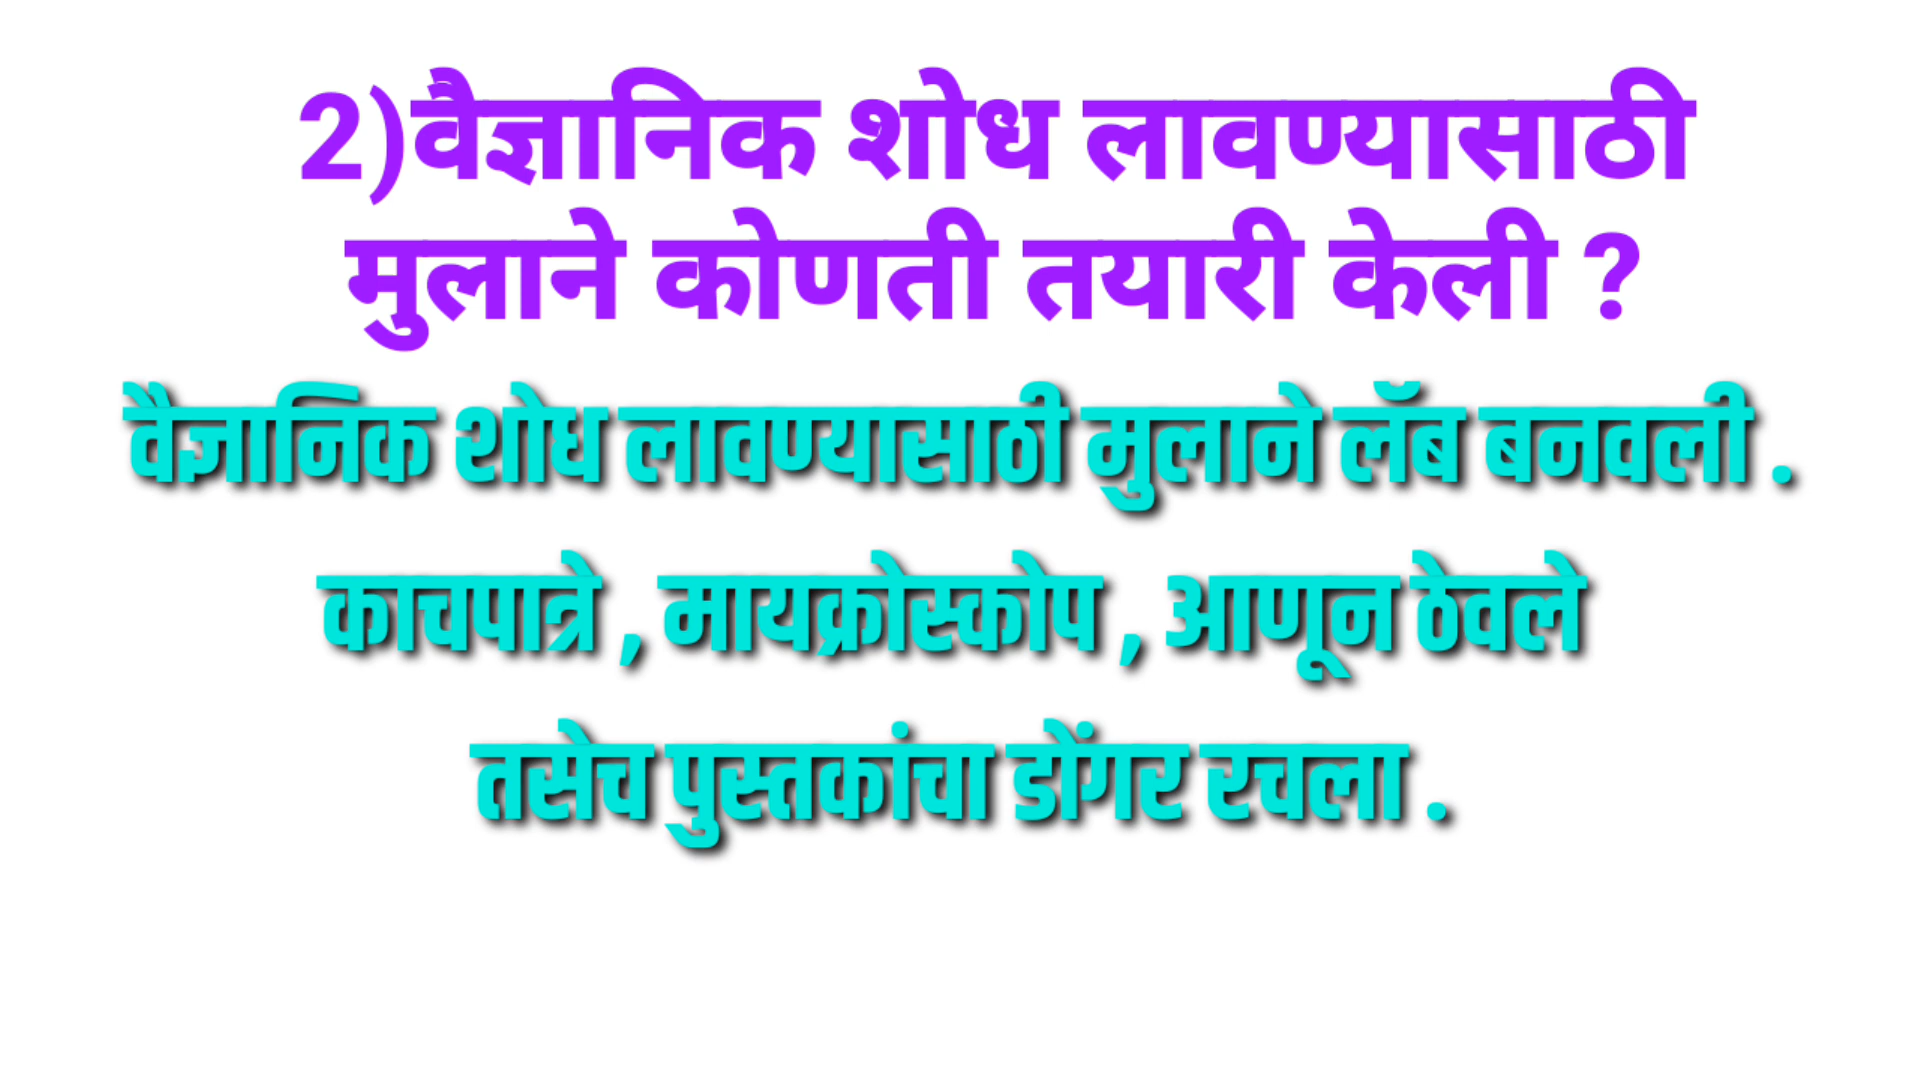 2)वैज्ञानिक शोध लावण्यासाठी
मुलाने कोणती तयारी केली ?
वैज्ञानिक शोध लावण्यासाठी मुलाने लॅब बनवली .
काचपात्रे , मायक्रोस्कोप , आणून ठेवले
तसेच पुस्तकांचा डोंगर रचला .